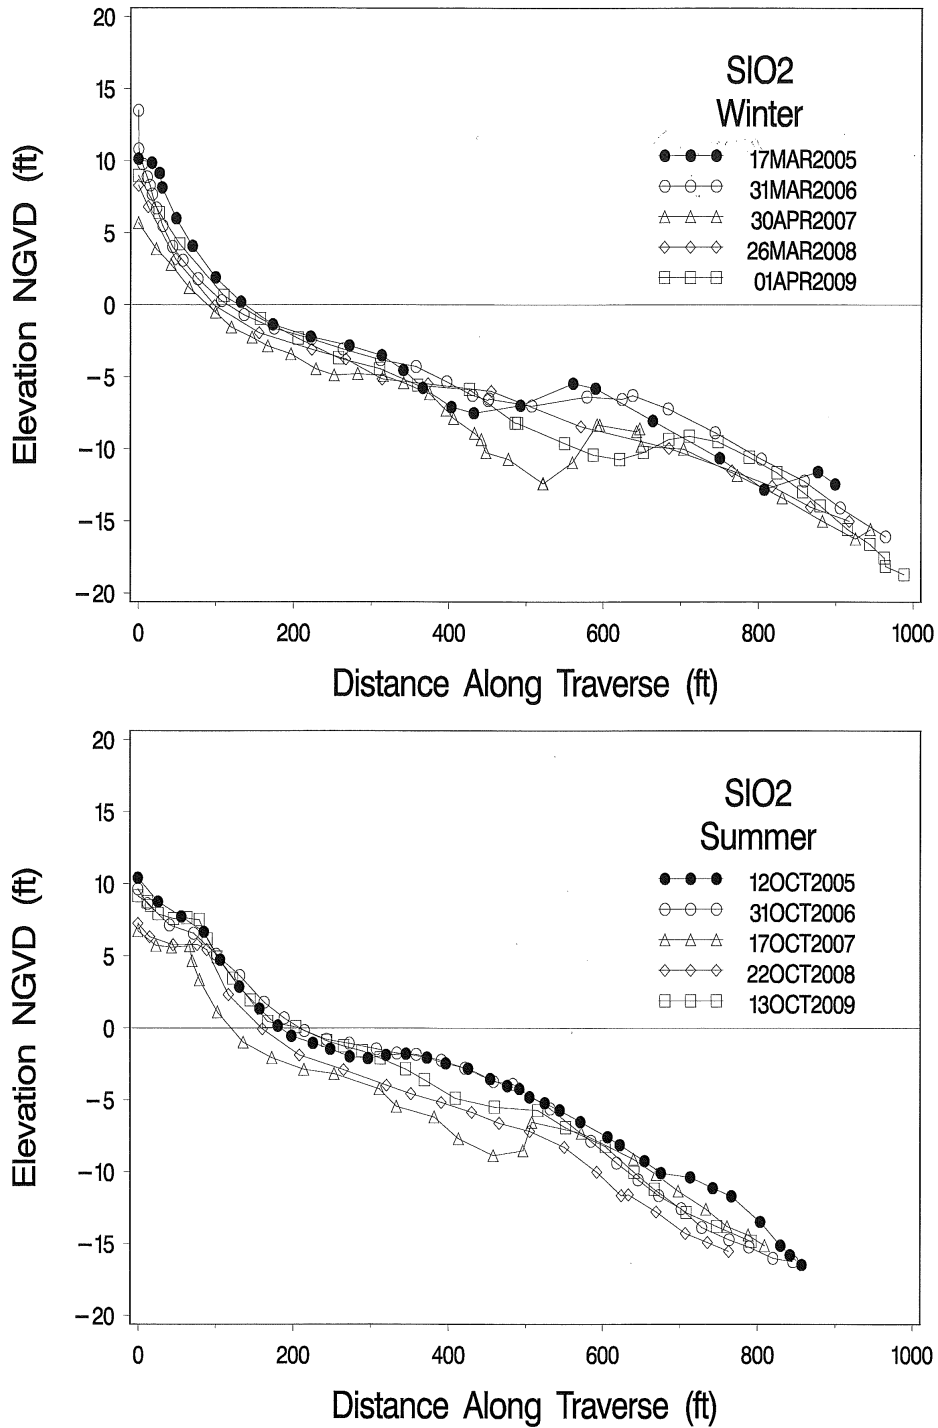 SIO2
Winter
17MAR2005
31MAR2006
30APR2007
26MAR2008
01APR2009
Elevation NGVD (ft)
20
15
10
5
0
−5
−10
−15
−20
0 200 400 600 800 1000
Distance Along Traverse (ft)
SIO2
Summer
12OCT2005
31OCT2006
17OCT2007
22OCT2008
13OCT2009
Elevation NGVD (ft)
20
15
10
5
0
−5
−10
−15
−20
0 200 400 600 800 1000
Distance Along Traverse (ft)